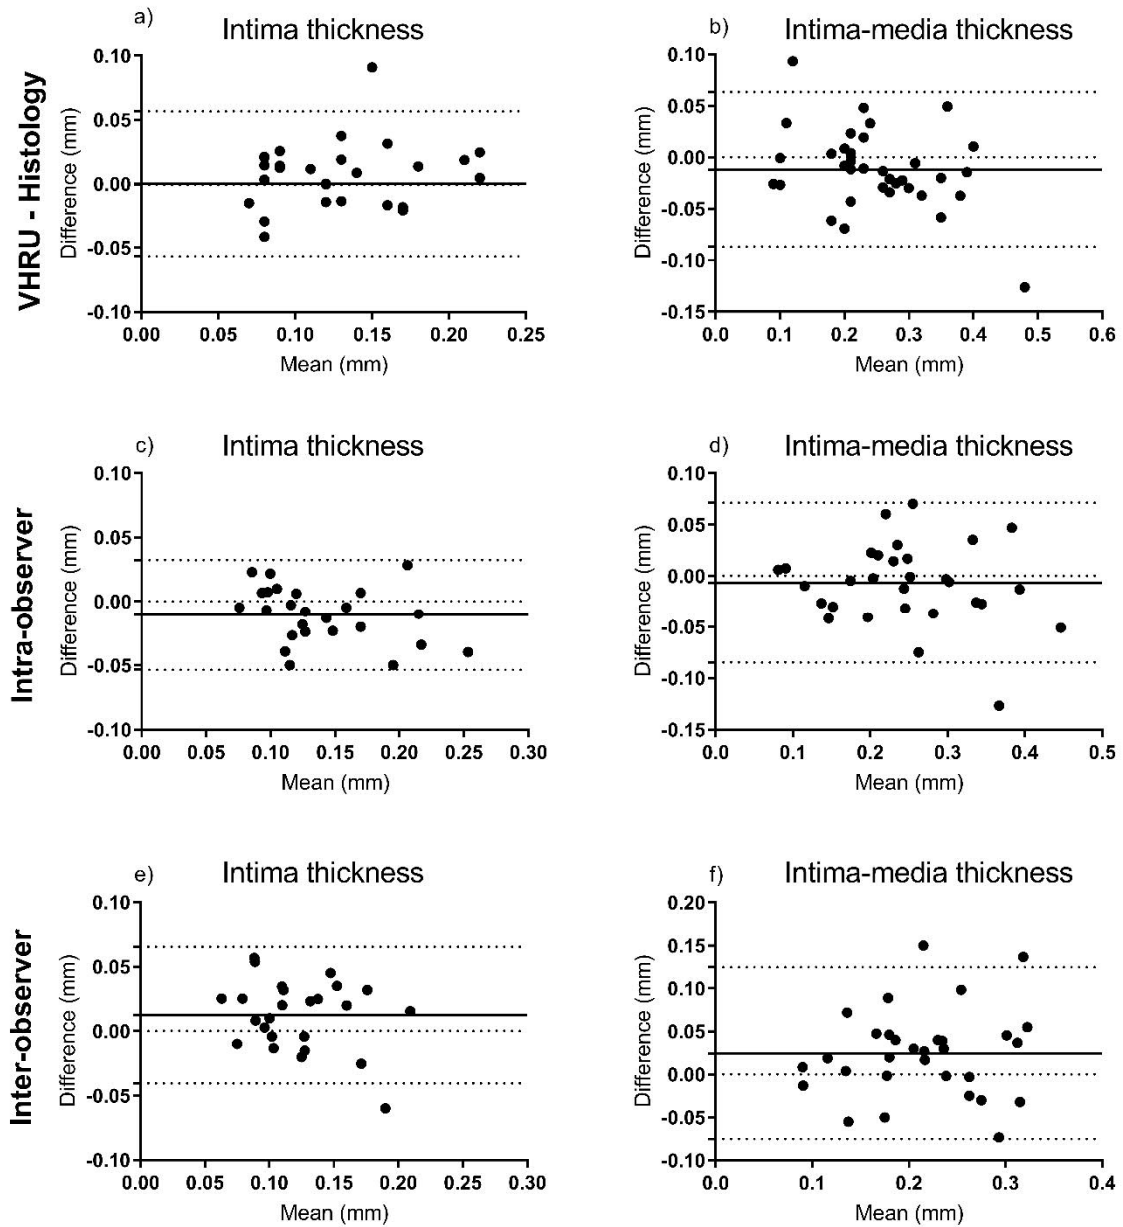 a)
Intima thickness
b)
Intima-media thickness
VHRU - Histology
Difference (mm)
0.10
0.05
0.00
-0.05
-0.10
0.00 0.05 0.10 0.15 0.20 0.25
Mean (mm)
Difference (mm)
0.10
0.05
0.00
-0.05
-0.10
-0.15
0.0 0.1 0.2 0.3 0.4 0.5 0.6
Mean (mm)
c)
Intima thickness
d)
Intima-media thickness
Intra-observer
Difference (mm)
0.10
0.05
0.00
-0.05
-0.10
0.00 0.05 0.10 0.15 0.20 0.25 0.30
Mean (mm)
Difference (mm)
0.10
0.05
0.00
-0.05
-0.10
-0.15
0.0 0.1 0.2 0.3 0.4 0.5
Mean (mm)
e)
Intima thickness
f)
Intima-media thickness
Inter-observer
Difference (mm)
0.10
0.05
0.00
-0.05
-0.10
0.00 0.05 0.10 0.15 0.20 0.25 0.30
Mean (mm)
Difference (mm)
0.20
0.15
0.10
0.05
0.00
-0.05
-0.10
0.0 0.1 0.2 0.3 0.4
Mean (mm)